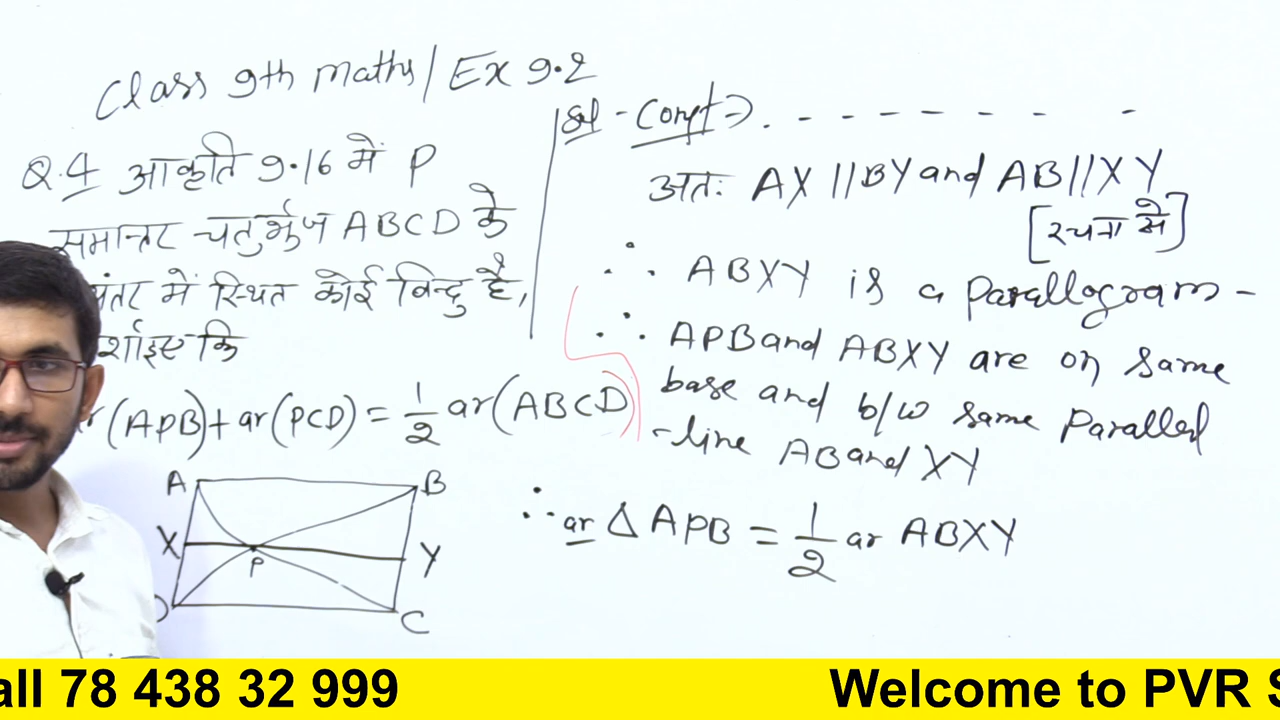 Class 9th maths/ Ex 9.2
Q.4 आकृति 9.16 में P
समान्तर चतुर्भुज ABCD के
अंतर में स्थित कोई विन्दु है,
र्शाइए कि
r(APB)+ar(PCD) = 1/2 ar(ABCD)
A
B
X
P
Y
D
C
Sol - Const ⇒ . - - - - - - -
अतः AX || BY and AB || XY
[रचना से]
∴ ABXY is a Parallogram -
∴ APB and ABXY are on same
base and b/w same Paralled
-line AB and XY
∴ ar △ APB = 1/2 ar ABXY
all 78 438 32 999
Welcome to PVR S